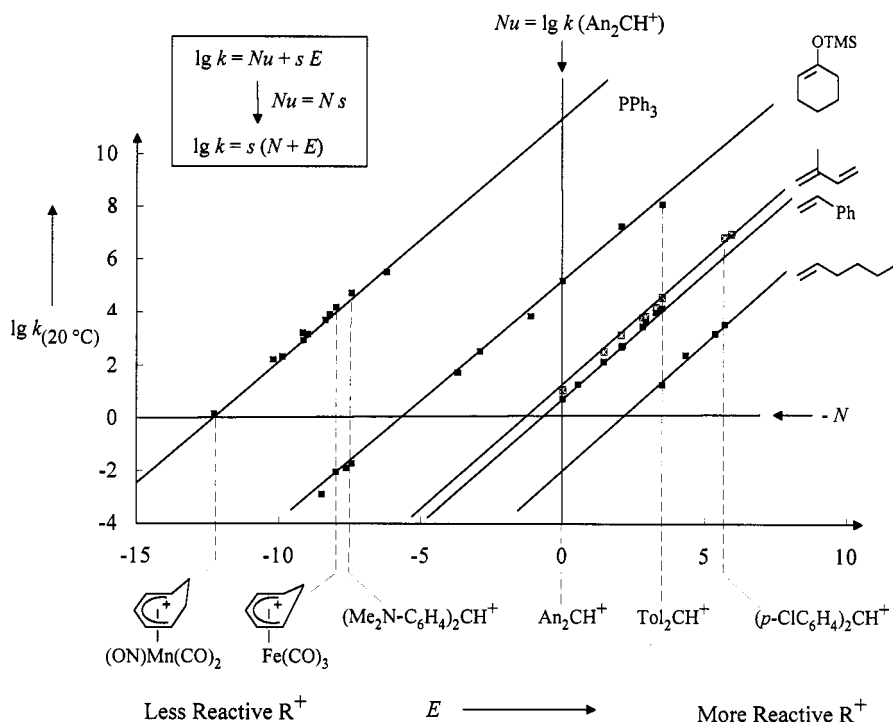 Nu = lg k (An₂CH⁺)
lg k = Nu + s E
Nu = N s
lg k = s (N + E)
OTMS
PPh₃
Ph
10
8
6
4
2
0
-2
-4
lg k (20 °C)
- N
-15
-10
-5
0
5
10
(ON)Mn(CO)₂
Fe(CO)₃
(Me₂N-C₆H₄)₂CH⁺
An₂CH⁺
Tol₂CH⁺
(p-ClC₆H₄)₂CH⁺
+
+
Less Reactive R⁺
E
More Reactive R⁺